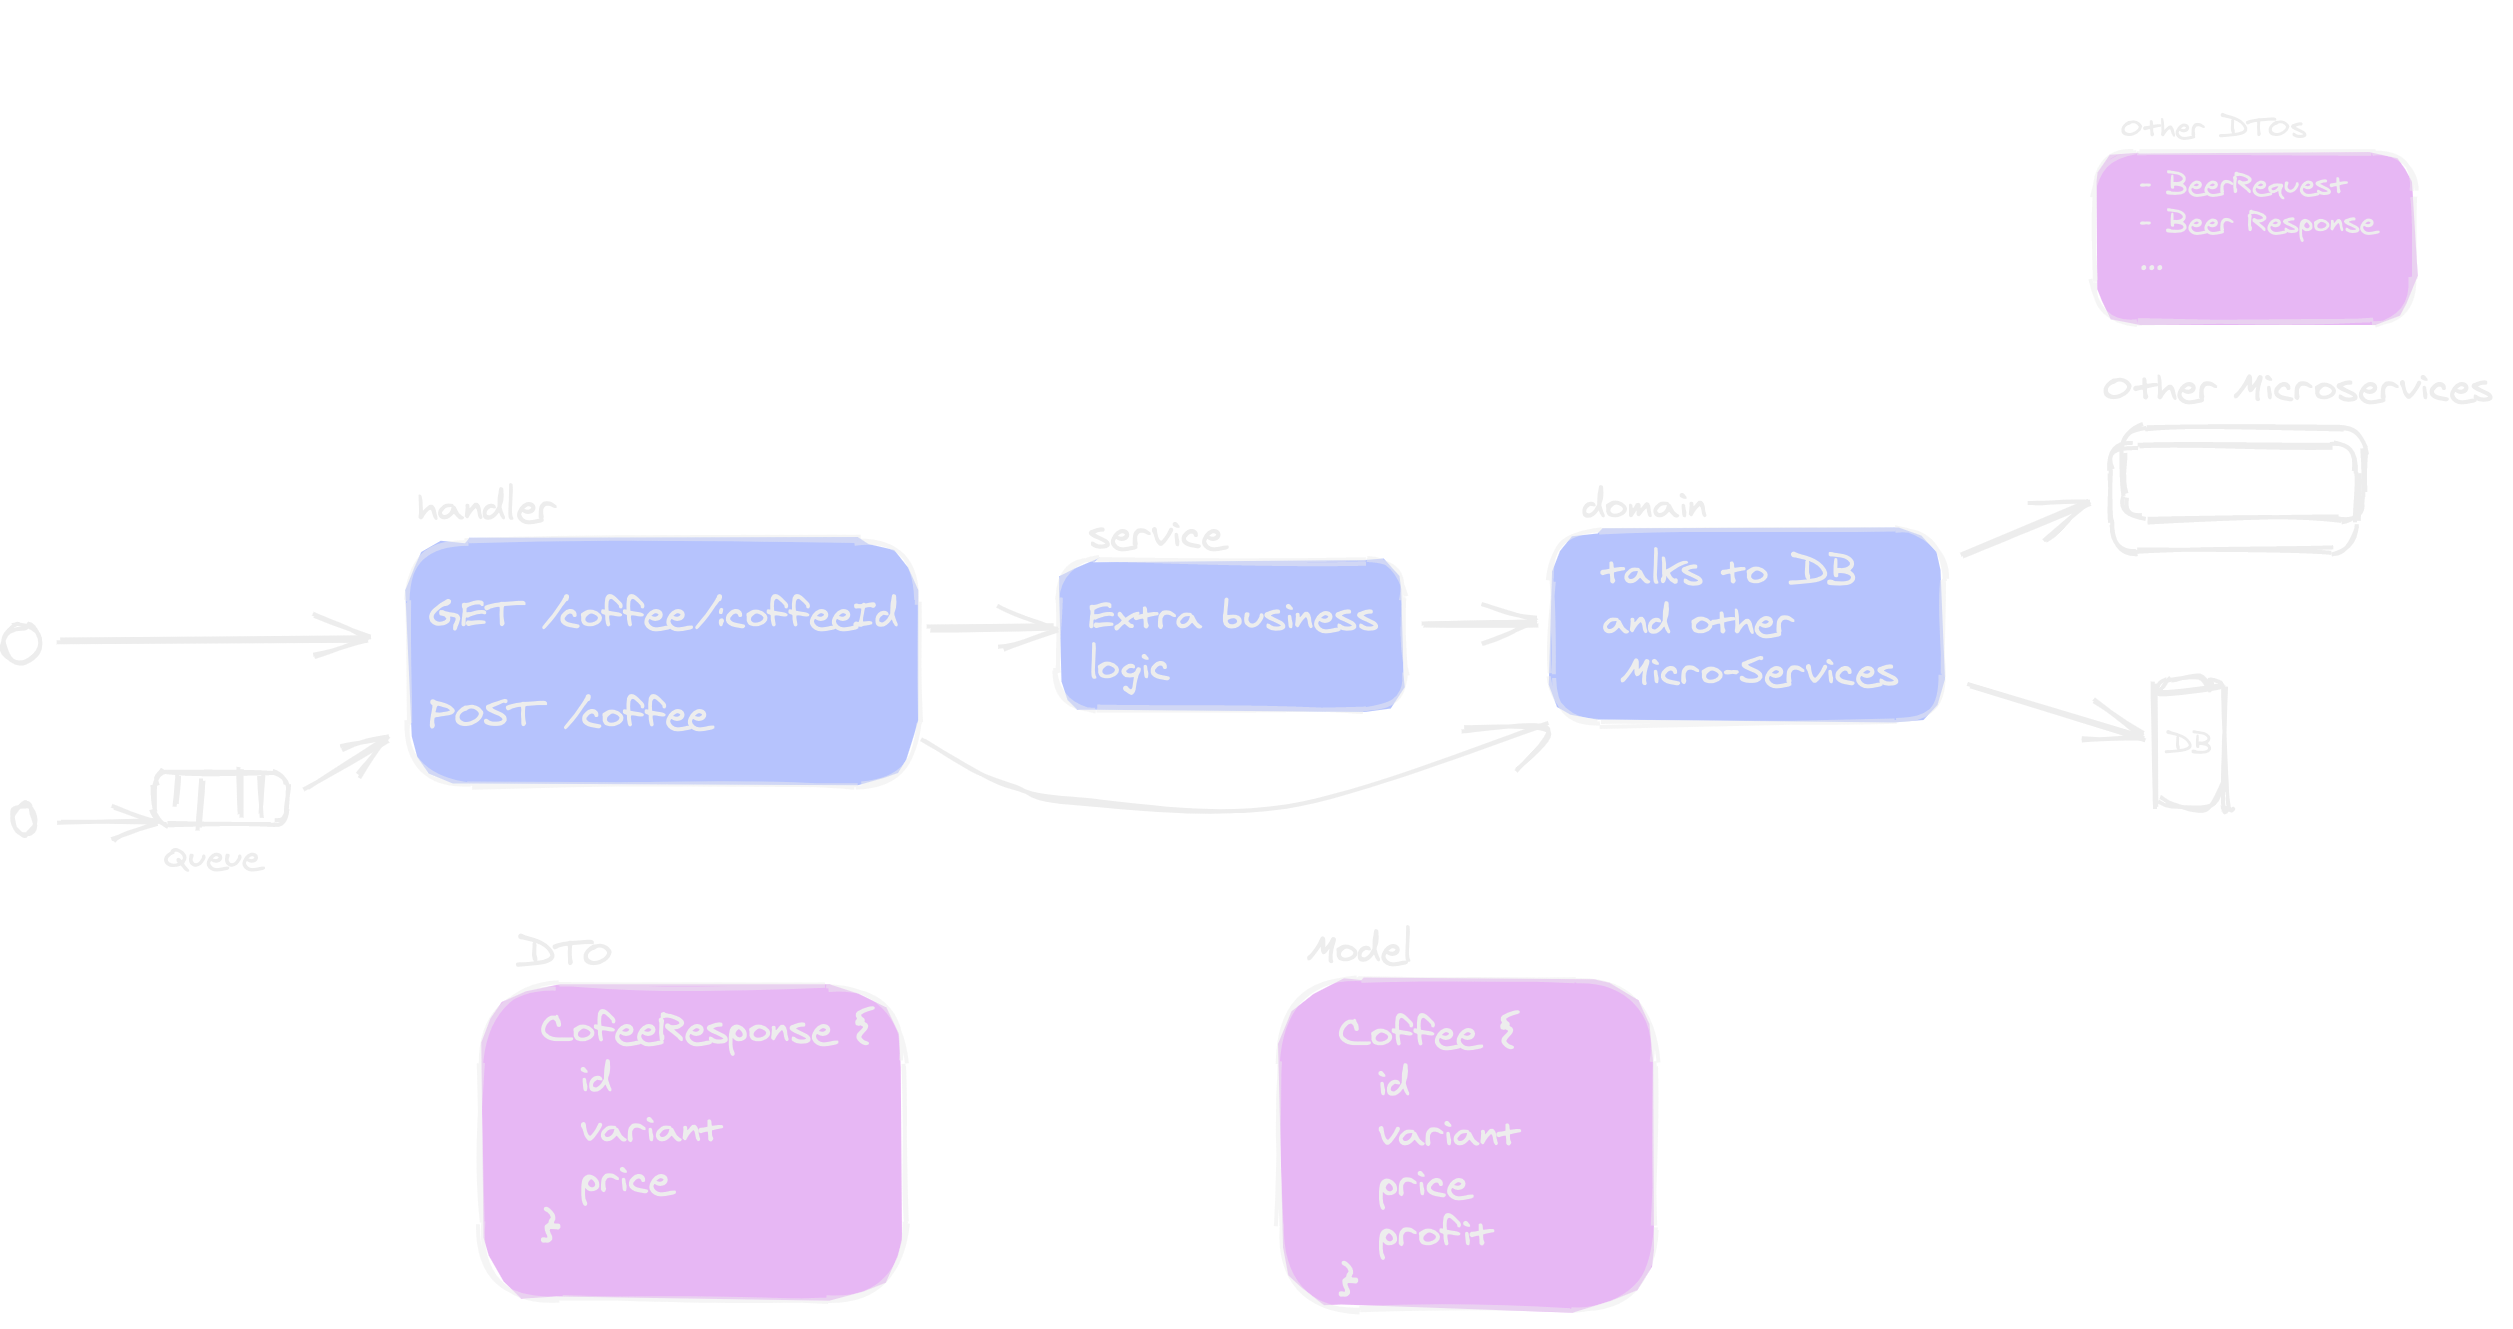 other DTOs
- BeerRequest
- Beer Response
...
other Microservices
handler
GET /coffee/:coffeeId
POST /coffee
service
Extra business
logic
domain
talks to DB
and other
Micro-Services
DB
Queue
DTO
CofeeResponse {
id
variant
price
}
Model
Coffee {
id
variont
price
profit
}